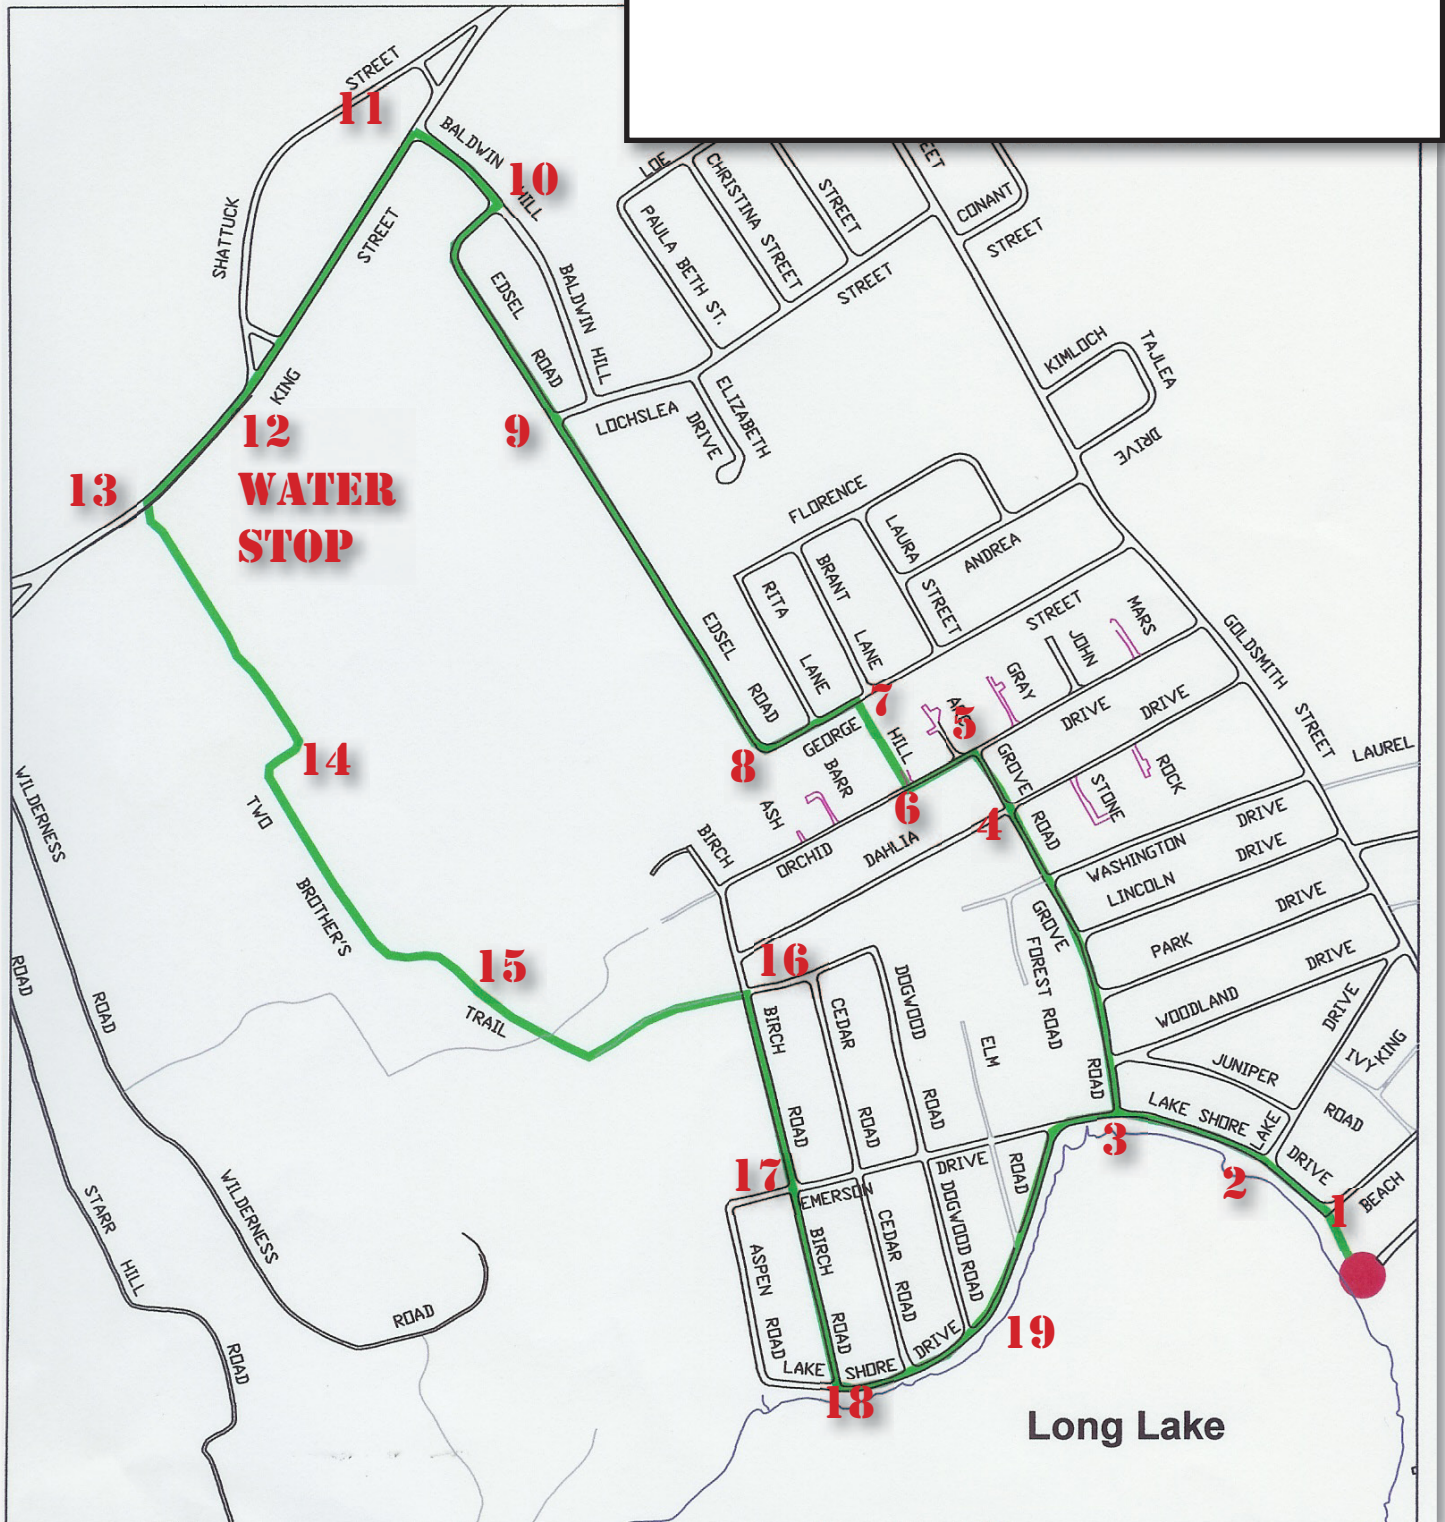 STREET
11
BALDWIN
HILL
10
SHATTUCK
STREET
LOE
CHRISTINA STREET
STREET
CONANT
STREET
PAULA BETH ST.
STREET
EDSEL
ROAD
BALDWIN
HILL
KIMLOCH
TAJLEA
DRIVE
KING
ELIZABETH
DRIVE
LOCHSLEA
9
12
WATER
STOP
13
FLORENCE
LAURA
STREET
ANDREA
BRANT
LANE
RITA
LANE
STREET
JOHN
MARS
GRAY
EDSEL
ROAD
GOLDSMITH
STREET
LAUREL
7
5
8
GEORGE
HILL
BARR
ASH
6
4
GROVE
ROAD
DRIVE
DRIVE
STONE
ROCK
14
TWO
BROTHER'S
TRAIL
15
WILDERNESS
ROAD
ROAD
BIRCH
ORCHID
DAHLIA
WASHINGTON
DRIVE
LINCOLN
DRIVE
PARK
DRIVE
WOODLAND
DRIVE
GROVE
ROAD
FOREST ROAD
16
BIRCH
ROAD
CEDAR
ROAD
DOGWOOD
ROAD
ELM
ROAD
JUNIPER
DRIVE
IVY
KING
ROAD
LAKE SHORE
DRIVE
LAKE
BEACH
3
2
1
17
EMERSON
DRIVE
BIRCH
ROAD
CEDAR
ROAD
DOGWOOD ROAD
ASPEN
ROAD
LAKE
SHORE
DRIVE
18
19
STARR
HILL
ROAD
WILDERNESS
ROAD
Long Lake